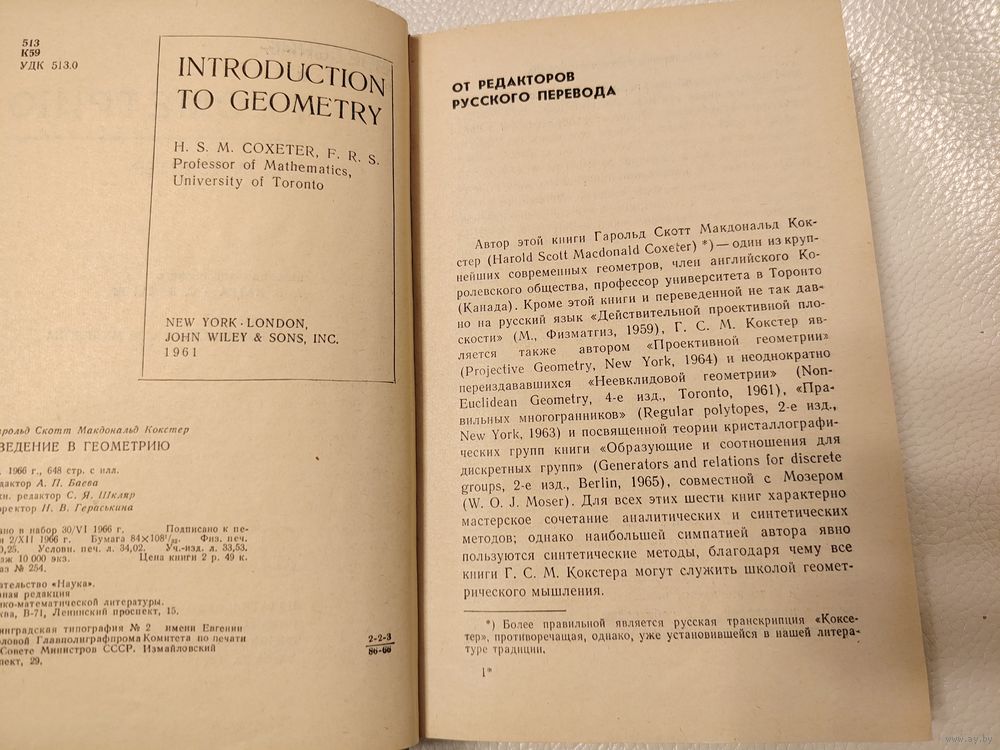 513
К59
УДК 513.0
INTRODUCTION
TO GEOMETRY
H. S. M. COXETER, F. R. S.
Professor of Mathematics,
University of Toronto
NEW YORK · LONDON,
JOHN WILEY & SONS, INC.
1961
Скотт Макдональд Кокстер
В ГЕОМЕТРИЮ
1966 г., 648 стр. с илл.
А. П. Баева
редактор С. Я. Шкляр
Н. В. Гераськина
в набор 30/VI 1966 г. Подписано к пе-
2/XII 1966 г. Бумага 84×108¹/₃₂. Физ. печ.
Условн. печ. л. 34,02. Уч.-изд. л. 33,53.
10 000 экз. Цена книги 2 р. 49 к.
№ 254.
«Наука».
редакция
литературы.
В-71, Ленинский проспект, 15.
типография № 2 имени Евгении
Главполиграфпрома Комитета по печати
Совете Министров СССР. Измайловский
29.
2-2-3
86-66
ОТ РЕДАКТОРОВ
РУССКОГО ПЕРЕВОДА
Автор этой книги Гарольд Скотт Макдональд Кок-
стер (Harold Scott Macdonald Coxeter) *) — один из круп-
нейших современных геометров, член английского Ко-
ролевского общества, профессор университета в Торонто
(Канада). Кроме этой книги и переведенной не так дав-
но на русский язык «Действительной проективной пло-
скости» (М., Физматгиз, 1959), Г. С. М. Кокстер яв-
ляется также автором «Проективной геометрии»
(Projective Geometry, New York, 1964) и неоднократно
переиздававшихся «Неевклидовой геометрии» (Non-
Euclidean Geometry, 4-е изд., Toronto, 1961), «Пра-
вильных многогранников» (Regular polytopes, 2-е изд.,
New York, 1963) и посвященной теории кристаллографи-
ческих групп книги «Образующие и соотношения для
дискретных групп» (Generators and relations for discrete
groups, 2-е изд., Berlin, 1965), совместной с Мозером
(W. O. J. Moser). Для всех этих шести книг характерно
мастерское сочетание аналитических и синтетических
методов; однако наибольшей симпатией автора явно
пользуются синтетические методы, благодаря чему все
книги Г. С. М. Кокстера могут служить школой геомет-
рического мышления.
*) Более правильной является русская транскрипция «Коксе-
тер», противоречащая, однако, уже установившейся в нашей литера-
туре традиции.
1*
www.ay.by